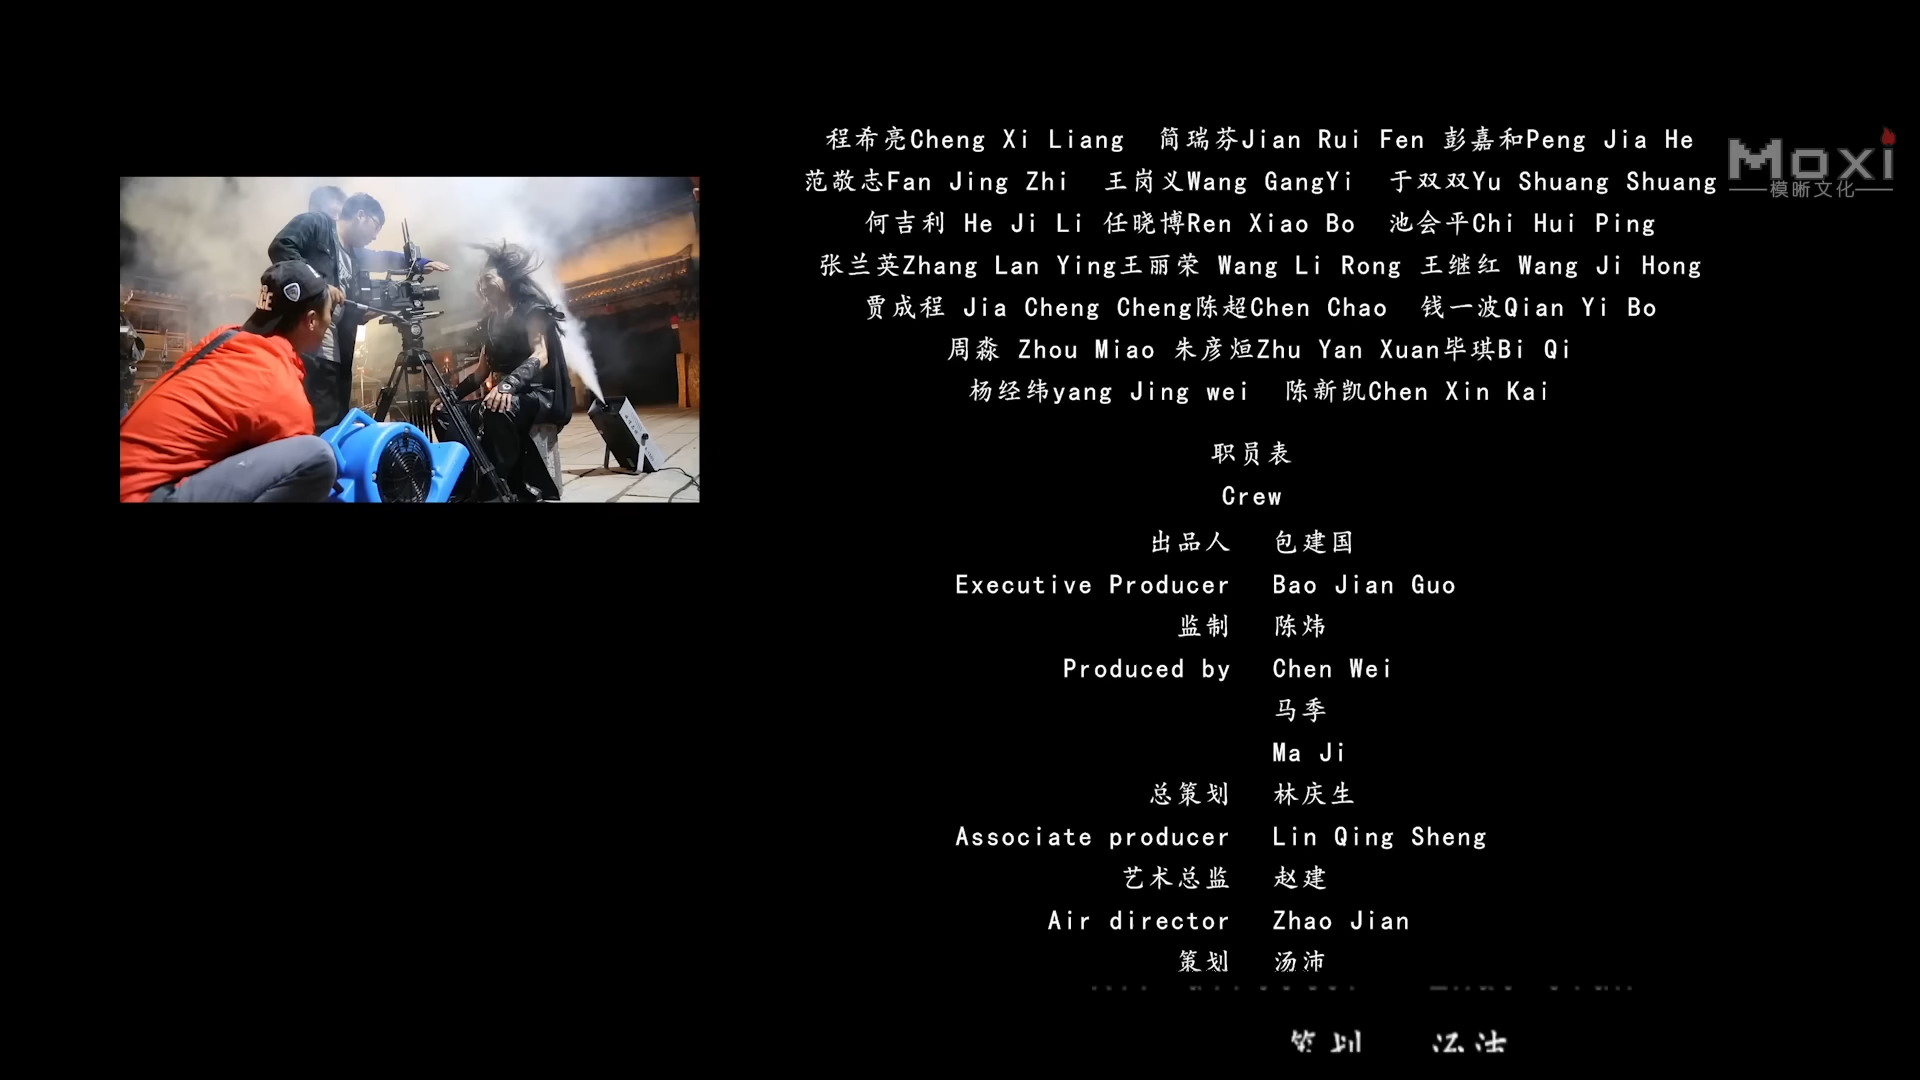 程希亮Cheng Xi Liang 简瑞芬Jian Rui Fen 彭嘉和Peng Jia He
范敬志Fan Jing Zhi 王岗义Wang GangYi 于双双Yu Shuang Shuang
何吉利 He Ji Li 任晓博Ren Xiao Bo 池会平Chi Hui Ping
张兰英Zhang Lan Ying王丽荣 Wang Li Rong 王继红 Wang Ji Hong
贾成程 Jia Cheng Cheng陈超Chen Chao 钱一波Qian Yi Bo
周淼 Zhou Miao 朱彦烜Zhu Yan Xuan毕琪Bi Qi
杨经纬yang Jing wei 陈新凯Chen Xin Kai
Moxi
模晰文化
职员表
Crew
出品人 包建国
Executive Producer Bao Jian Guo
监制 陈炜
Produced by Chen Wei
马季
Ma Ji
总策划 林庆生
Associate producer Lin Qing Sheng
艺术总监 赵建
Air director Zhao Jian
策划 汤沛